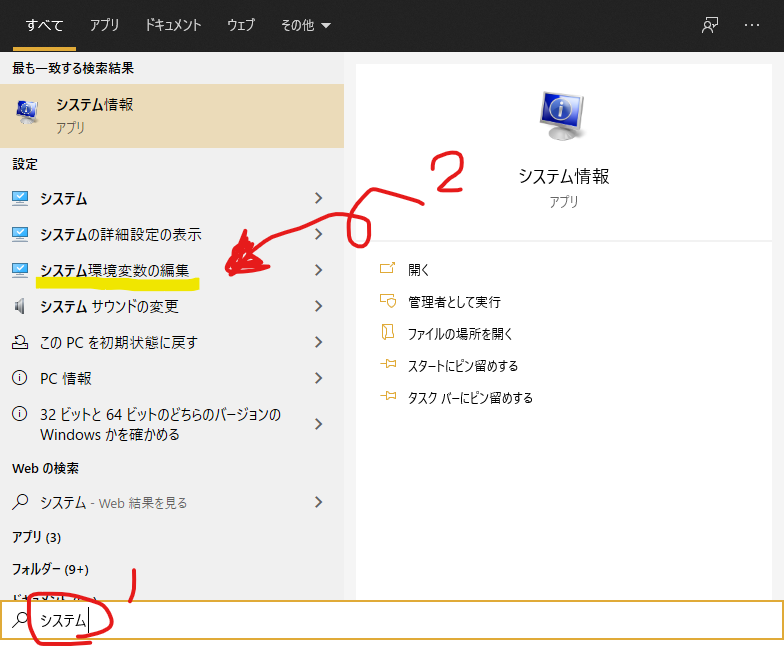 すべて アプリ ドキュメント ウェブ その他
最も一致する検索結果
システム情報
アプリ
設定
システム
システムの詳細設定の表示
システム環境変数の編集
システム サウンドの変更
この PC を初期状態に戻す
PC 情報
32 ビットと 64 ビットのどちらのバージョンの
Windows かを確かめる
Web の検索
システム - Web 結果を見る
アプリ (3)
フォルダー (9+)
システム
1
2
システム情報
アプリ
開く
管理者として実行
ファイルの場所を開く
スタートにピン留めする
タスク バーにピン留めする